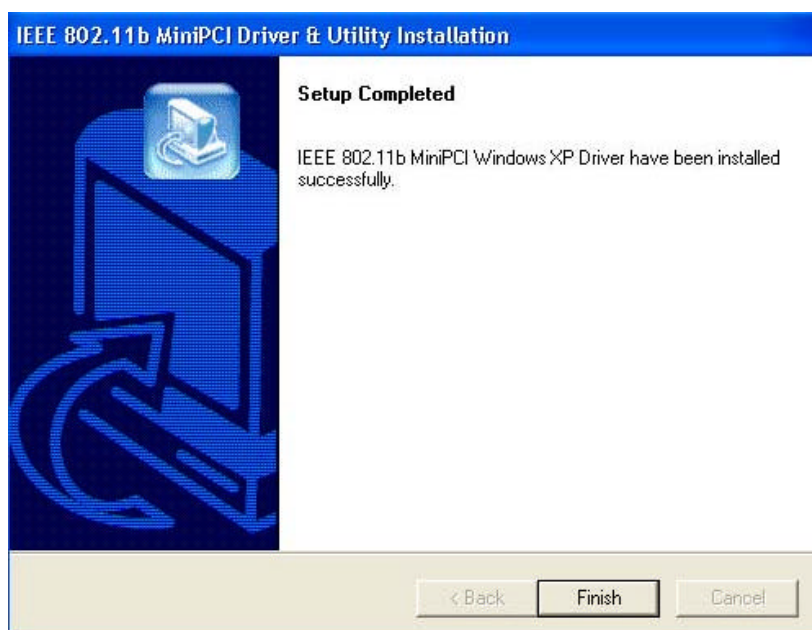 IEEE 802.11b MiniPCI Driver & Utility Installation
Setup Completed
IEEE 802.11b MiniPCI Windows XP Driver have been installed
successfully.
< Back
Finish
Cancel